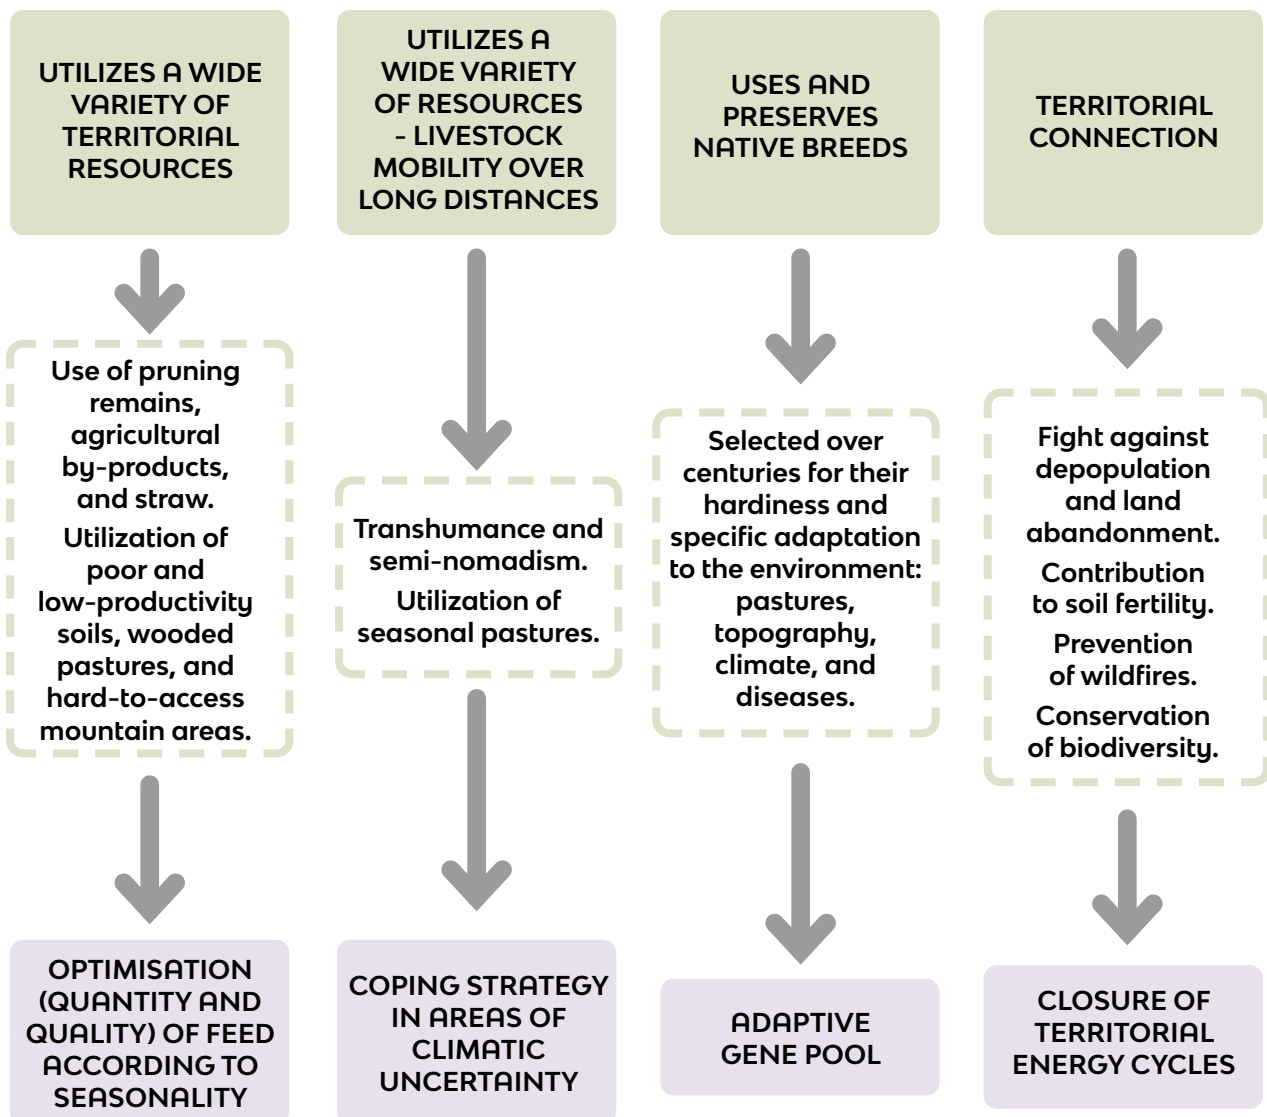 UTILIZES A WIDE
VARIETY OF
TERRITORIAL
RESOURCES
UTILIZES A
WIDE VARIETY
OF RESOURCES
- LIVESTOCK
MOBILITY OVER
LONG DISTANCES
USES AND
PRESERVES
NATIVE BREEDS
TERRITORIAL
CONNECTION
Use of pruning
remains,
agricultural
by-products,
and straw.
Utilization of
poor and
low-productivity
soils, wooded
pastures, and
hard-to-access
mountain areas.
Transhumance and
semi-nomadism.
Utilization of
seasonal pastures.
Selected over
centuries for their
hardiness and
specific adaptation
to the environment:
pastures,
topography,
climate, and
diseases.
Fight against
depopulation
and land
abandonment.
Contribution
to soil fertility.
Prevention
of wildfires.
Conservation
of biodiversity.
OPTIMISATION
(QUANTITY AND
QUALITY) OF FEED
ACCORDING TO
SEASONALITY
COPING STRATEGY
IN AREAS OF
CLIMATIC
UNCERTAINTY
ADAPTIVE
GENE POOL
CLOSURE OF
TERRITORIAL
ENERGY CYCLES